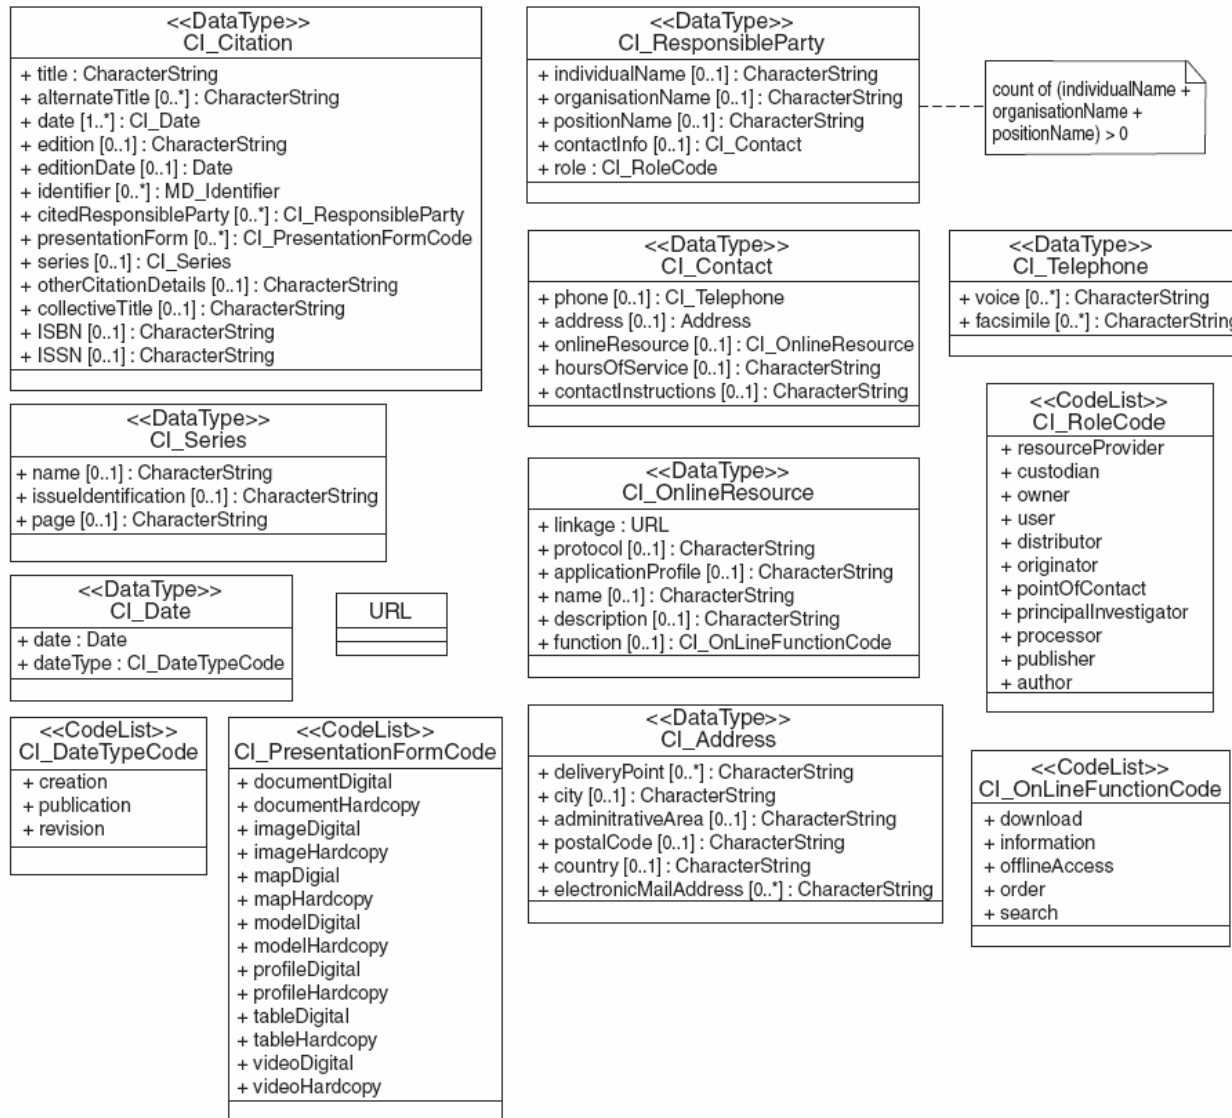 <<DataType>>
CI_Citation
+ title : CharacterString
+ alternateTitle [0..*] : CharacterString
+ date [1..*] : CI_Date
+ edition [0..1] : CharacterString
+ editionDate [0..1] : Date
+ identifier [0..*] : MD_Identifier
+ citedResponsibleParty [0..*] : CI_ResponsibleParty
+ presentationForm [0..*] : CI_PresentationFormCode
+ series [0..1] : CI_Series
+ otherCitationDetails [0..1] : CharacterString
+ collectiveTitle [0..1] : CharacterString
+ ISBN [0..1] : CharacterString
+ ISSN [0..1] : CharacterString
<<DataType>>
CI_Series
+ name [0..1] : CharacterString
+ issueIdentification [0..1] : CharacterString
+ page [0..1] : CharacterString
<<DataType>>
CI_Date
+ date : Date
+ dateType : CI_DateTypeCode
URL
<<CodeList>>
CI_DateTypeCode
+ creation
+ publication
+ revision
<<CodeList>>
CI_PresentationFormCode
+ documentDigital
+ documentHardcopy
+ imageDigital
+ imageHardcopy
+ mapDigial
+ mapHardcopy
+ modelDigital
+ modelHardcopy
+ profileDigital
+ profileHardcopy
+ tableDigital
+ tableHardcopy
+ videoDigital
+ videoHardcopy
<<DataType>>
CI_ResponsibleParty
+ individualName [0..1] : CharacterString
+ organisationName [0..1] : CharacterString
+ positionName [0..1] : CharacterString
+ contactInfo [0..1] : CI_Contact
+ role : CI_RoleCode
count of (individualName +
organisationName +
positionName) > 0
<<DataType>>
CI_Contact
+ phone [0..1] : CI_Telephone
+ address [0..1] : Address
+ onlineResource [0..1] : CI_OnlineResource
+ hoursOfService [0..1] : CharacterString
+ contactInstructions [0..1] : CharacterString
<<DataType>>
CI_Telephone
+ voice [0..*] : CharacterString
+ facsimile [0..*] : CharacterString
<<DataType>>
CI_OnlineResource
+ linkage : URL
+ protocol [0..1] : CharacterString
+ applicationProfile [0..1] : CharacterString
+ name [0..1] : CharacterString
+ description [0..1] : CharacterString
+ function [0..1] : CI_OnLineFunctionCode
<<CodeList>>
CI_RoleCode
+ resourceProvider
+ custodian
+ owner
+ user
+ distributor
+ originator
+ pointOfContact
+ principalInvestigator
+ processor
+ publisher
+ author
<<DataType>>
CI_Address
+ deliveryPoint [0..*] : CharacterString
+ city [0..1] : CharacterString
+ adminitrativeArea [0..1] : CharacterString
+ postalCode [0..1] : CharacterString
+ country [0..1] : CharacterString
+ electronicMailAddress [0..*] : CharacterString
<<CodeList>>
CI_OnLineFunctionCode
+ download
+ information
+ offlineAccess
+ order
+ search